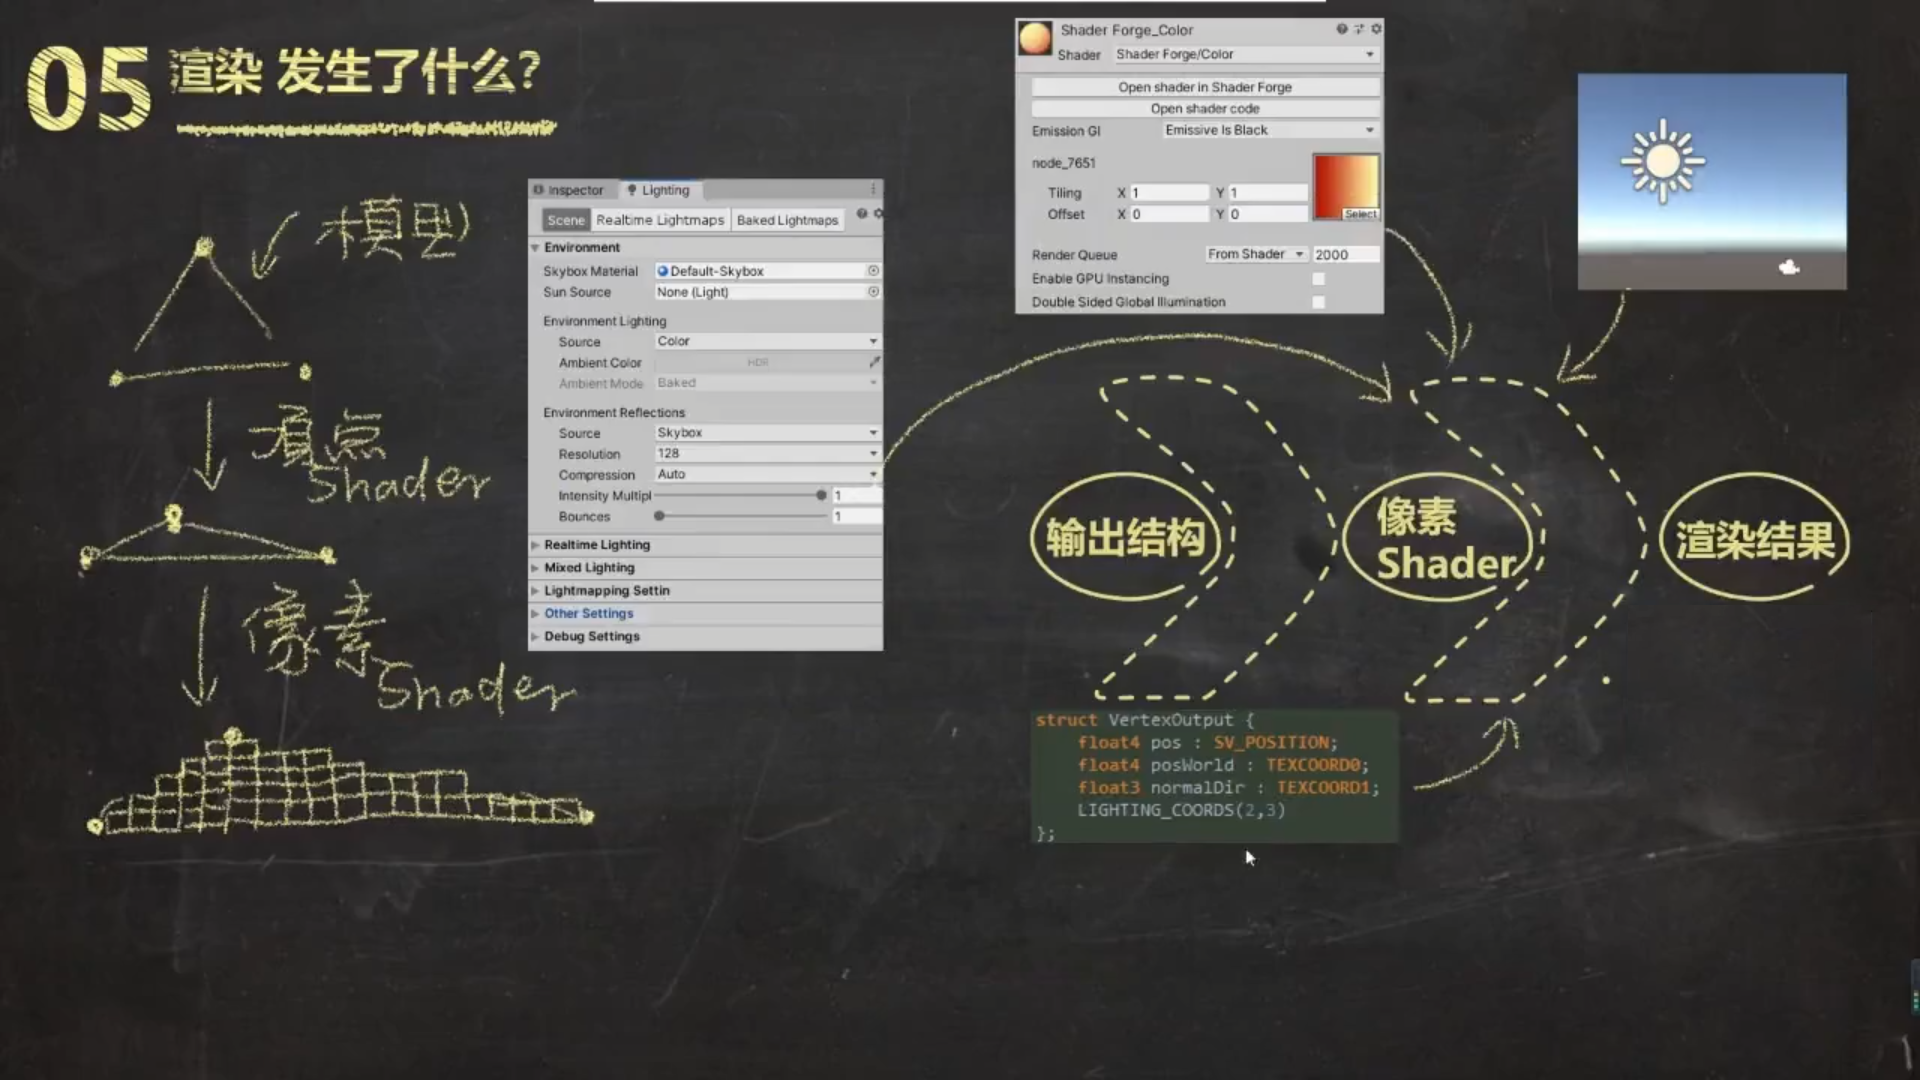 05 渲染 发生了什么?
模型
顶点
Shader
像素
Shader
Inspector Lighting
Scene Realtime Lightmaps Baked Lightmaps
Environment
Skybox Material Default-Skybox
Sun Source None (Light)
Environment Lighting
Source Color
Ambient Color HDR
Ambient Mode Baked
Environment Reflections
Source Skybox
Resolution 128
Compression Auto
Intensity Multipl 1
Bounces 1
Realtime Lighting
Mixed Lighting
Lightmapping Settin
Other Settings
Debug Settings
Shader Forge_Color
Shader Shader Forge/Color
Open shader in Shader Forge
Open shader code
Emission GI Emissive Is Black
node_7651
Tiling X 1 Y 1
Offset X 0 Y 0
Select
Render Queue From Shader 2000
Enable GPU Instancing
Double Sided Global Illumination
输出结构
像素
Shader
渲染结果
struct VertexOutput {
float4 pos : SV_POSITION;
float4 posWorld : TEXCOORD0;
float3 normalDir : TEXCOORD1;
LIGHTING_COORDS(2,3)
};